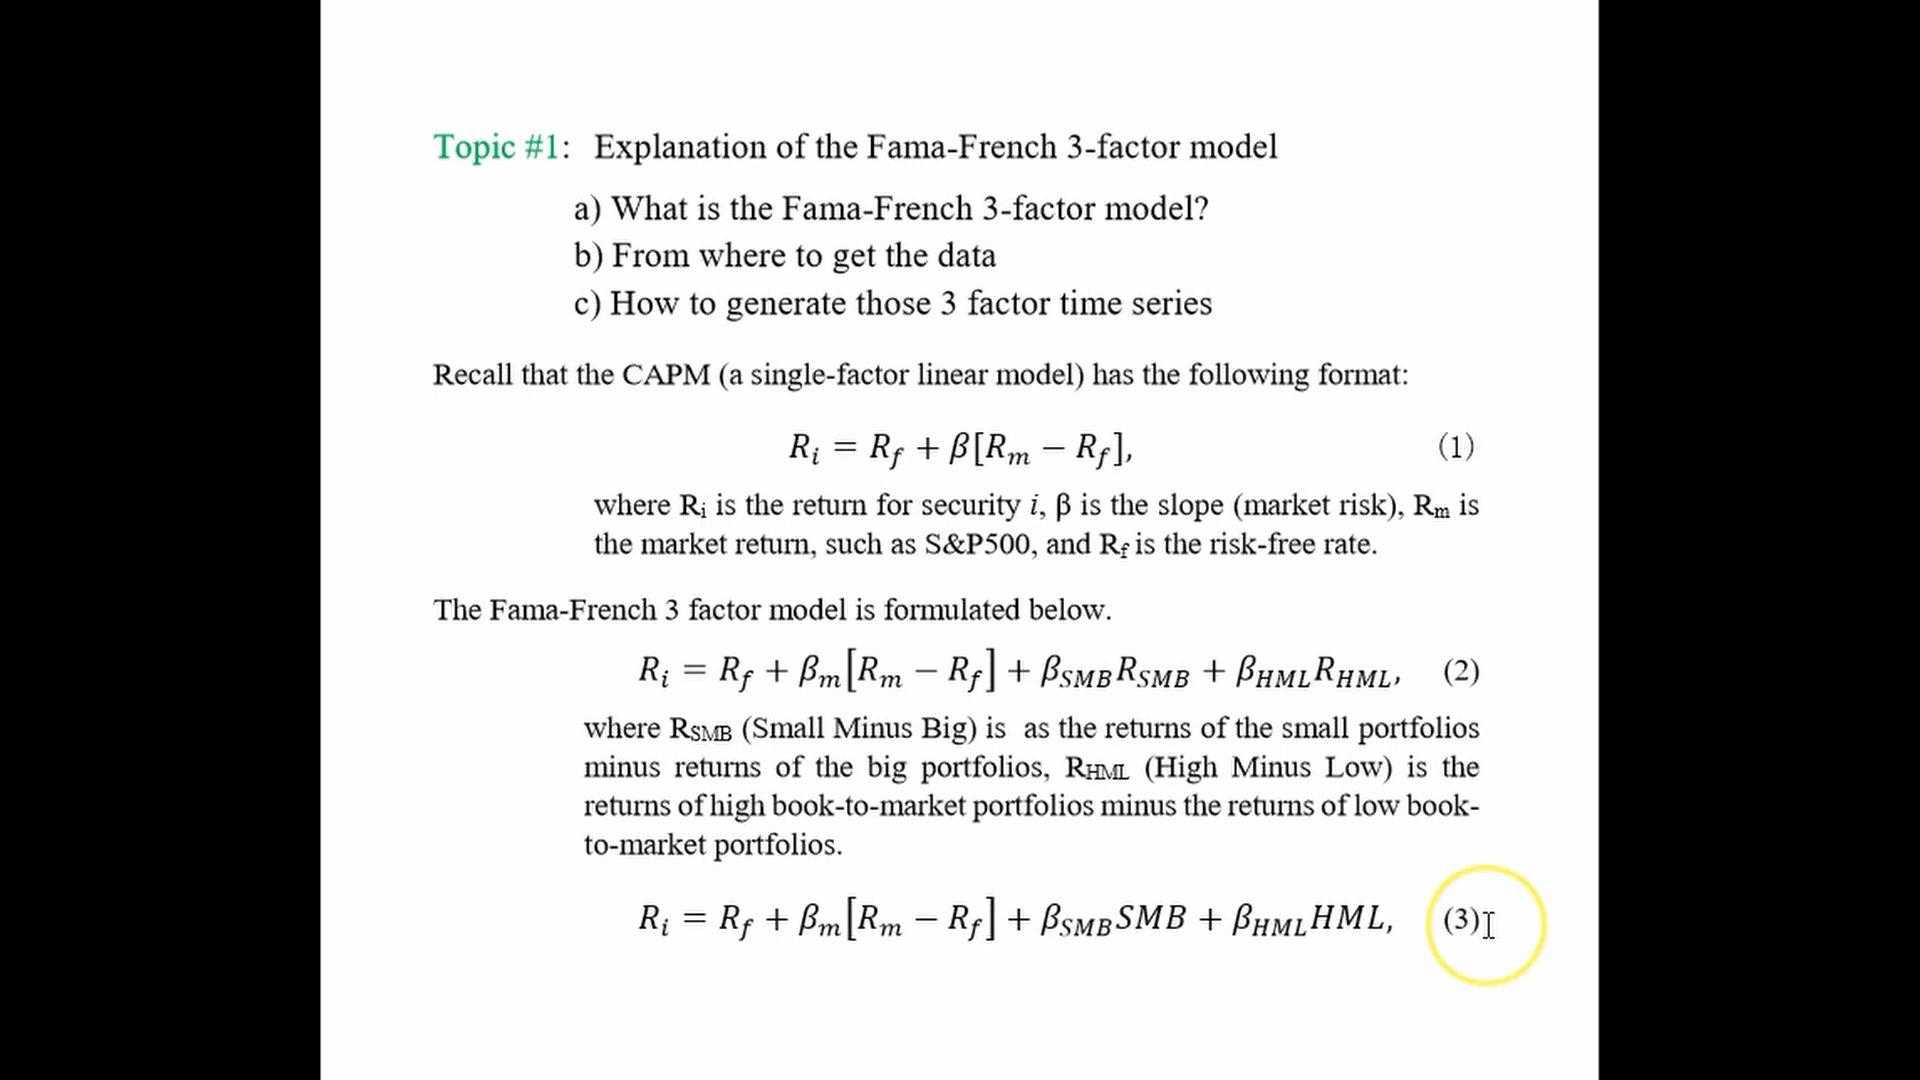 Topic #1: Explanation of the Fama-French 3-factor model
a) What is the Fama-French 3-factor model?
b) From where to get the data
c) How to generate those 3 factor time series
Recall that the CAPM (a single-factor linear model) has the following format:
R_i = R_f + β[R_m − R_f], (1)
where R_i is the return for security i, β is the slope (market risk), R_m is
the market return, such as S&P500, and R_f is the risk-free rate.
The Fama-French 3 factor model is formulated below.
R_i = R_f + β_m[R_m − R_f] + β_SMB R_SMB + β_HML R_HML, (2)
where R_SMB (Small Minus Big) is as the returns of the small portfolios
minus returns of the big portfolios, R_HML (High Minus Low) is the
returns of high book-to-market portfolios minus the returns of low book-
to-market portfolios.
R_i = R_f + β_m[R_m − R_f] + β_SMB SMB + β_HML HML, (3)